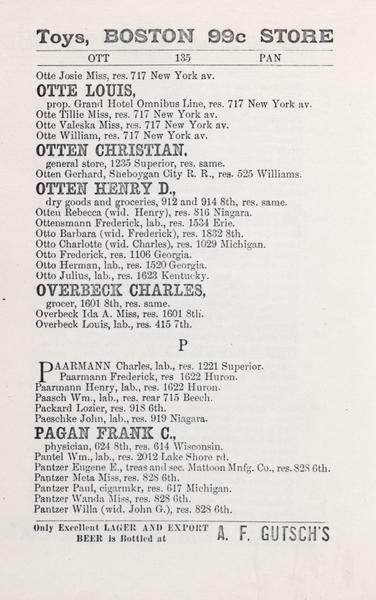 Toys, BOSTON 99c STORE
OTT 135 PAN
Otte Josie Miss, res. 717 New York av.
OTTE LOUIS,
prop. Grand Hotel Omnibus Line, res. 717 New York av.
Otte Tillie Miss, res. 717 New York av.
Otte Valeska Miss, res. 717 New York av.
Otte William, res. 717 New York av.
OTTEN CHRISTIAN,
general store, 1235 Superior, res. same.
Otten Gerhard, Sheboygan City R. R., res. 525 Williams.
OTTEN HENRY D.,
dry goods and groceries, 912 and 914 8th, res. same.
Otten Rebecca (wid. Henry), res. 816 Niagara.
Ottensmann Frederick, lab., res. 1534 Erie.
Otto Barbara (wid. Frederick), res. 1832 8th.
Otto Charlotte (wid. Charles), res. 1029 Michigan.
Otto Frederick, res. 1106 Georgia.
Otto Herman, lab., res. 1520 Georgia.
Otto Julius, lab., res. 1623 Kentucky.
OVERBECK CHARLES,
grocer, 1601 8th, res. same.
Overbeck Ida A. Miss, res. 1601 8th.
Overbeck Louis, lab., res. 415 7th.
P
PAARMANN Charles, lab., res. 1221 Superior.
Paarmann Frederick, res 1622 Huron.
Paarmann Henry, lab., res. 1622 Huron.
Paasch Wm., lab., res. rear 715 Beech.
Packard Lozier, res. 918 6th.
Paeschke John, lab., res. 919 Niagara.
PAGAN FRANK C.,
physician, 624 8th, res. 614 Wisconsin.
Pantel Wm., lab., res. 2012 Lake Shore rd.
Pantzer Eugene E., treas and sec. Mattoon Mnfg. Co., res. 828 6th.
Pantzer Meta Miss, res. 828 6th.
Pantzer Paul, cigarmkr, res. 617 Michigan.
Pantzer Wanda Miss, res. 828 6th.
Pantzer Willa (wid. John G.), res. 828 6th.
Only Excellent LAGER AND EXPORT
BEER is Bottled at A. F. GUTSCH'S